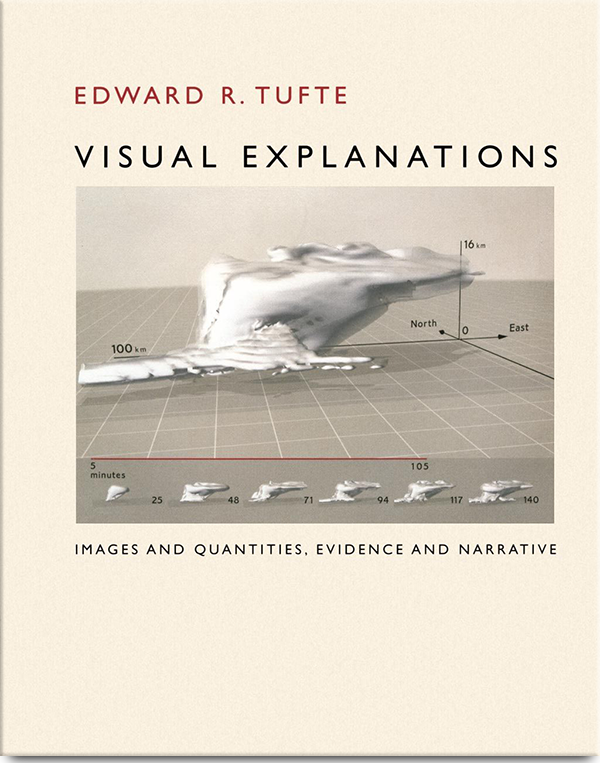 EDWARD R. TUFTE
VISUAL EXPLANATIONS
16 km
North
0
East
100 km
5
105
minutes
25
48
71
94
117
140
IMAGES AND QUANTITIES, EVIDENCE AND NARRATIVE